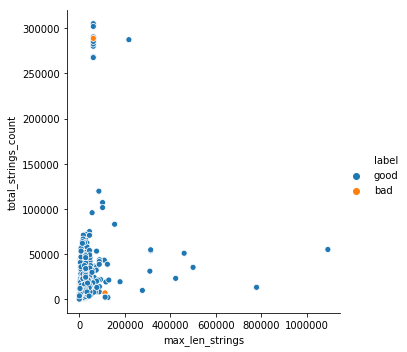 300000
250000
200000
150000
100000
50000
0
total_strings_count
0
200000
400000
600000
800000
1000000
max_len_strings
label
good
bad